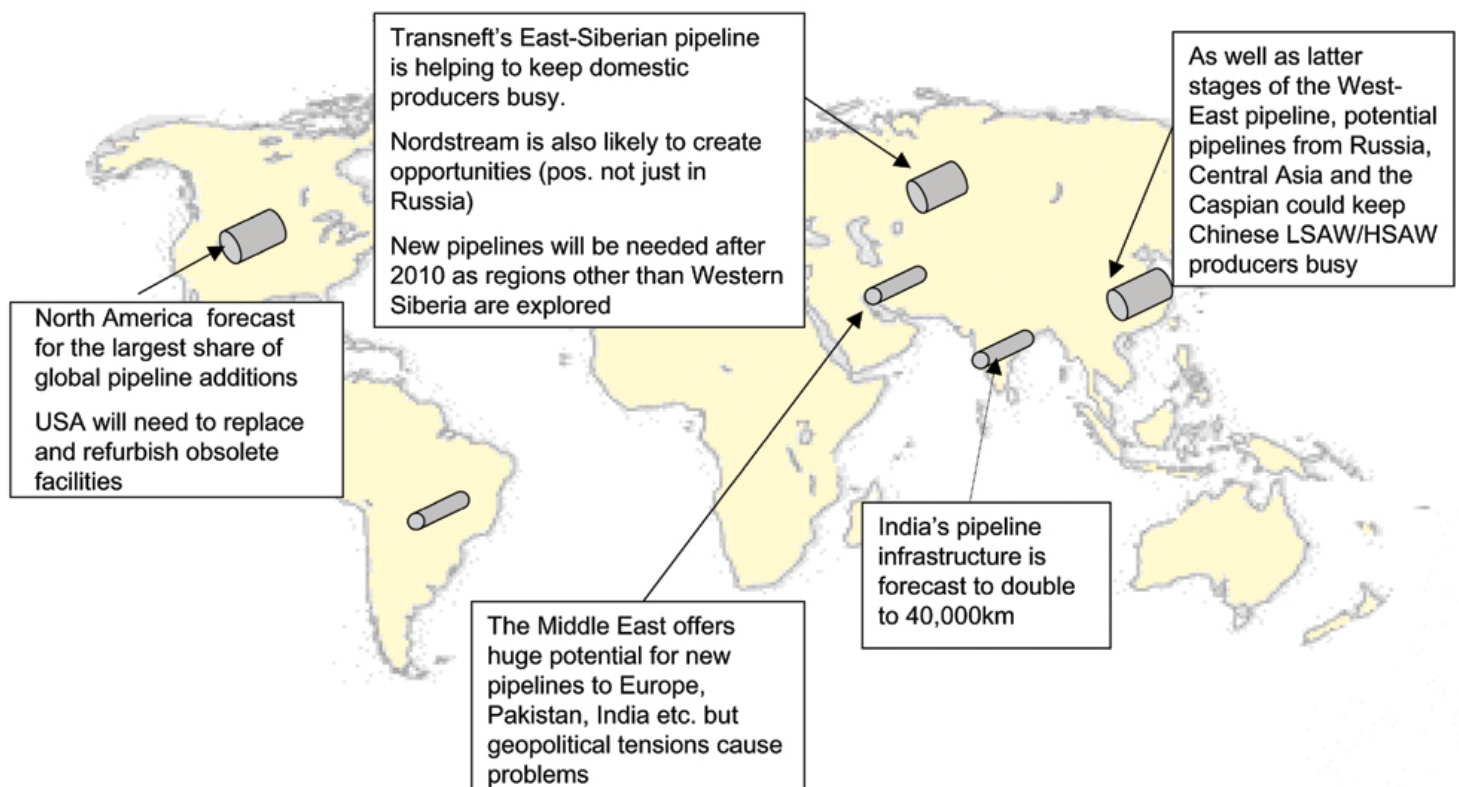 Transneft's East-Siberian pipeline
is helping to keep domestic
producers busy.
Nordstream is also likely to create
opportunities (pos. not just in
Russia)
New pipelines will be needed after
2010 as regions other than Western
Siberia are explored
As well as latter
stages of the West-
East pipeline, potential
pipelines from Russia,
Central Asia and the
Caspian could keep
Chinese LSAW/HSAW
producers busy
North America forecast
for the largest share of
global pipeline additions
USA will need to replace
and refurbish obsolete
facilities
India's pipeline
infrastructure is
forecast to double
to 40,000km
The Middle East offers
huge potential for new
pipelines to Europe,
Pakistan, India etc. but
geopolitical tensions cause
problems